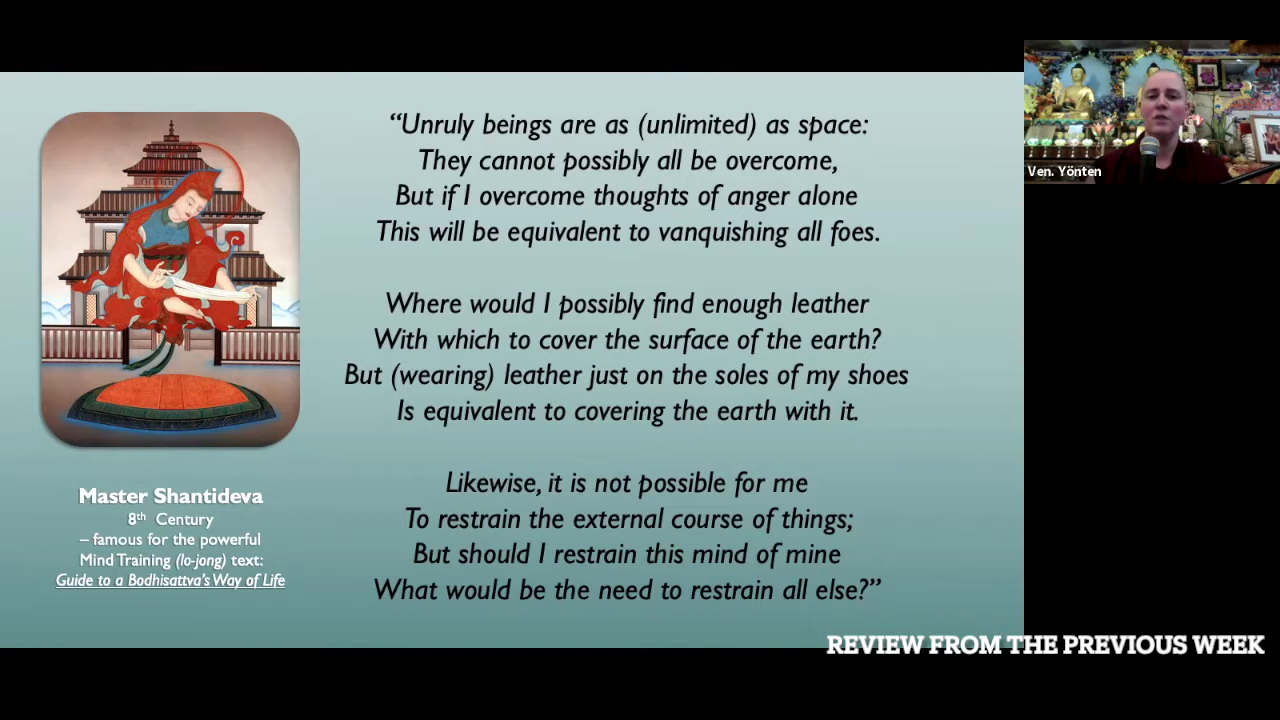 “Unruly beings are as (unlimited) as space:
They cannot possibly all be overcome,
But if I overcome thoughts of anger alone
This will be equivalent to vanquishing all foes.
Where would I possibly find enough leather
With which to cover the surface of the earth?
But (wearing) leather just on the soles of my shoes
Is equivalent to covering the earth with it.
Likewise, it is not possible for me
To restrain the external course of things;
But should I restrain this mind of mine
What would be the need to restrain all else?”
Master Shantideva
8th Century
– famous for the powerful
Mind Training (lo-jong) text:
Guide to a Bodhisattva’s Way of Life
Ven. Yönten
REVIEW FROM THE PREVIOUS WEEK